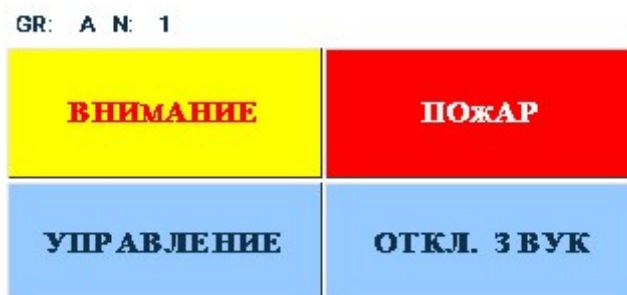 GR: A N: 1
ВНИмАНИЕ
ПОжАР
УПРАВЛЕНИЕ
ОТКЛ. ЗВУК